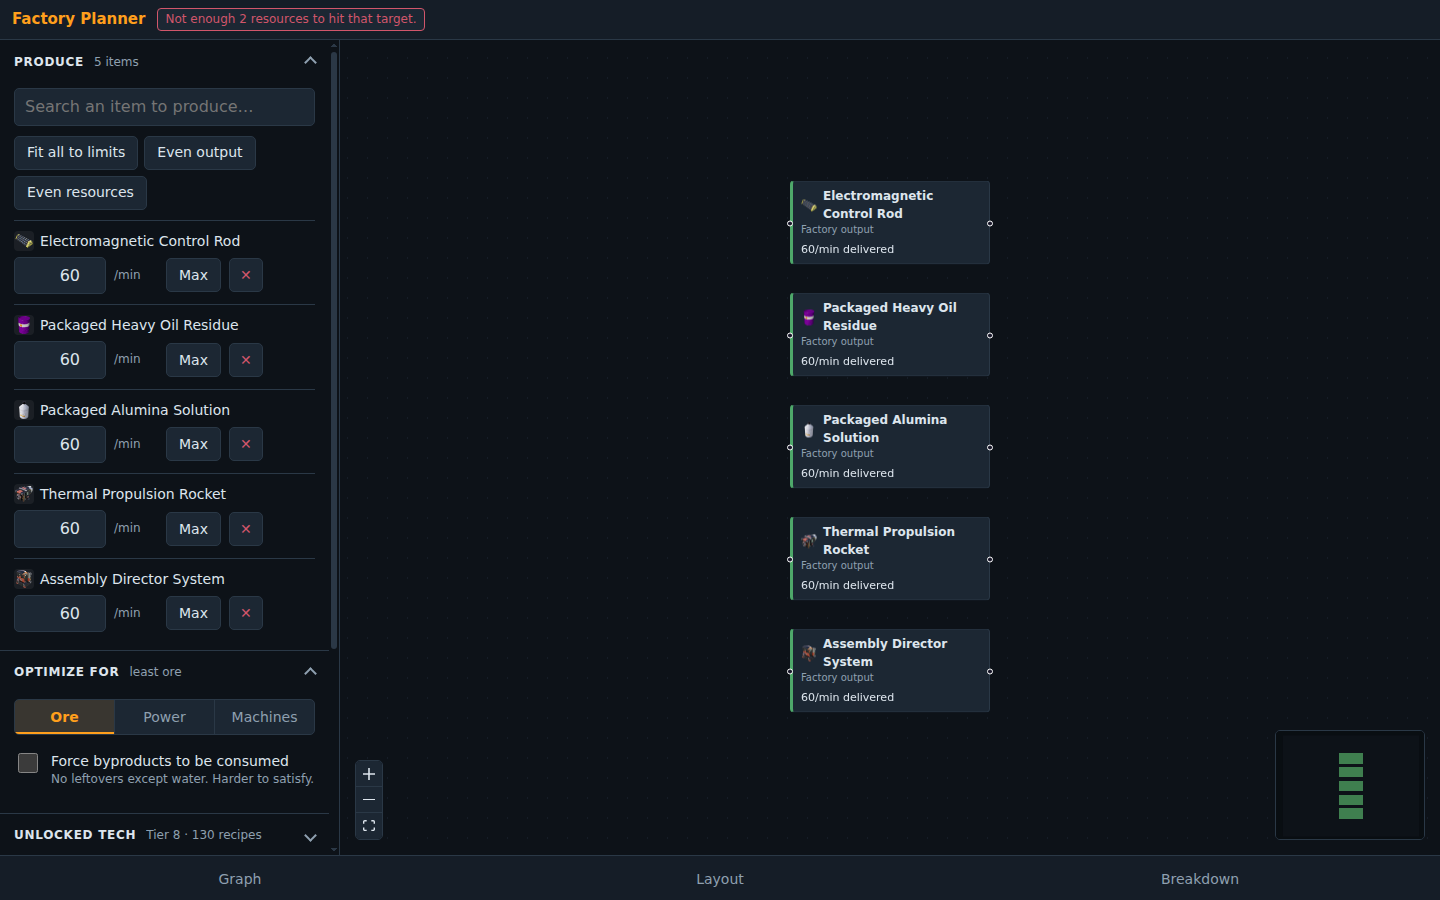 Factory Planner
Not enough 2 resources to hit that target.
PRODUCE 5 items
Search an item to produce...
Fit all to limits
Even output
Even resources
Electromagnetic Control Rod
60 /min Max ×
Packaged Heavy Oil Residue
60 /min Max ×
Packaged Alumina Solution
60 /min Max ×
Thermal Propulsion Rocket
60 /min Max ×
Assembly Director System
60 /min Max ×
OPTIMIZE FOR least ore
Ore Power Machines
Force byproducts to be consumed
No leftovers except water. Harder to satisfy.
UNLOCKED TECH Tier 8 · 130 recipes
Electromagnetic
Control Rod
Factory output
60/min delivered
Packaged Heavy Oil
Residue
Factory output
60/min delivered
Packaged Alumina
Solution
Factory output
60/min delivered
Thermal Propulsion
Rocket
Factory output
60/min delivered
Assembly Director
System
Factory output
60/min delivered
Graph Layout Breakdown